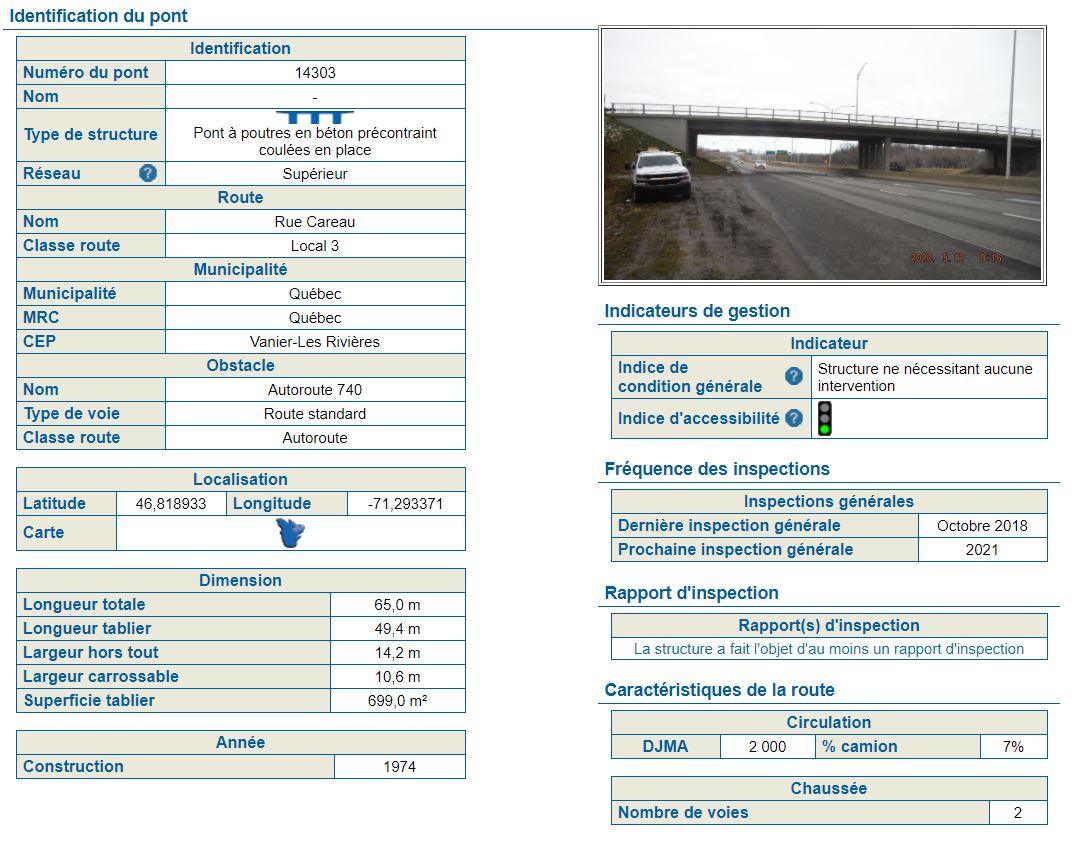 Identification du pont
Identification
Numéro du pont 14303
Nom -
Type de structure Pont à poutres en béton précontraint
coulées en place
Réseau ? Supérieur
Route
Nom Rue Careau
Classe route Local 3
Municipalité
Municipalité Québec
MRC Québec
CEP Vanier-Les Rivières
Obstacle
Nom Autoroute 740
Type de voie Route standard
Classe route Autoroute
Localisation
Latitude 46,818933 Longitude -71,293371
Carte
Dimension
Longueur totale 65,0 m
Longueur tablier 49,4 m
Largeur hors tout 14,2 m
Largeur carrossable 10,6 m
Superficie tablier 699,0 m²
Année
Construction 1974
2020. 5.12 9:16
Indicateurs de gestion
Indicateur
Indice de
condition générale ? Structure ne nécessitant aucune
intervention
Indice d'accessibilité ?
Fréquence des inspections
Inspections générales
Dernière inspection générale Octobre 2018
Prochaine inspection générale 2021
Rapport d'inspection
Rapport(s) d'inspection
La structure a fait l'objet d'au moins un rapport d'inspection
Caractéristiques de la route
Circulation
DJMA 2 000 % camion 7%
Chaussée
Nombre de voies 2